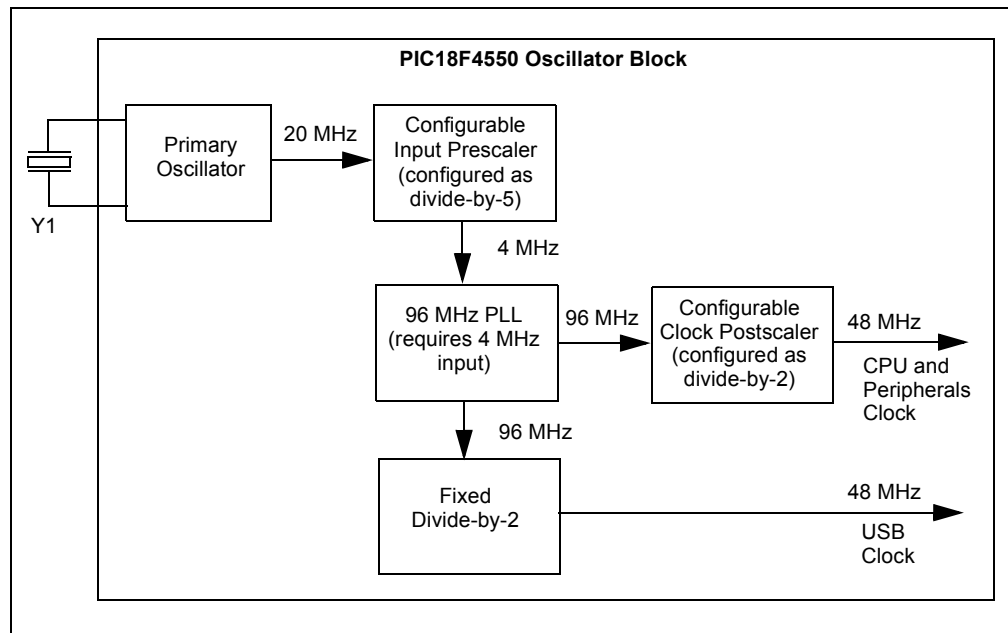 PIC18F4550 Oscillator Block
Y1
Primary
Oscillator
20 MHz
Configurable
Input Prescaler
(configured as
divide-by-5)
4 MHz
96 MHz PLL
(requires 4 MHz
input)
96 MHz
Configurable
Clock Postscaler
(configured as
divide-by-2)
48 MHz
CPU and
Peripherals
Clock
96 MHz
Fixed
Divide-by-2
48 MHz
USB
Clock